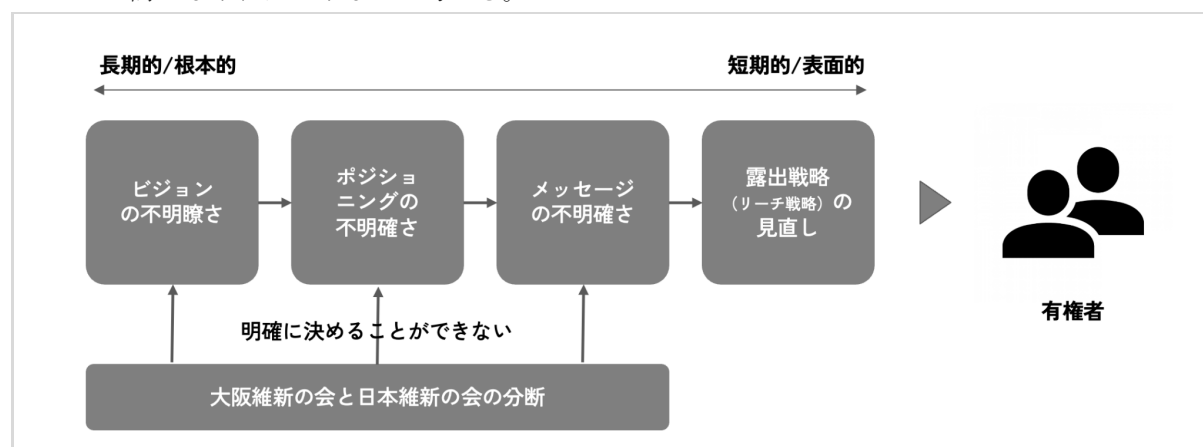 長期的/根本的
短期的/表面的
ビジョン
の不明瞭さ
ポジショ
ニングの
不明確さ
メッセージ
の不明確さ
露出戦略
(リーチ戦略)の
見直し
有権者
明確に決めることができない
大阪維新の会と日本維新の会の分断